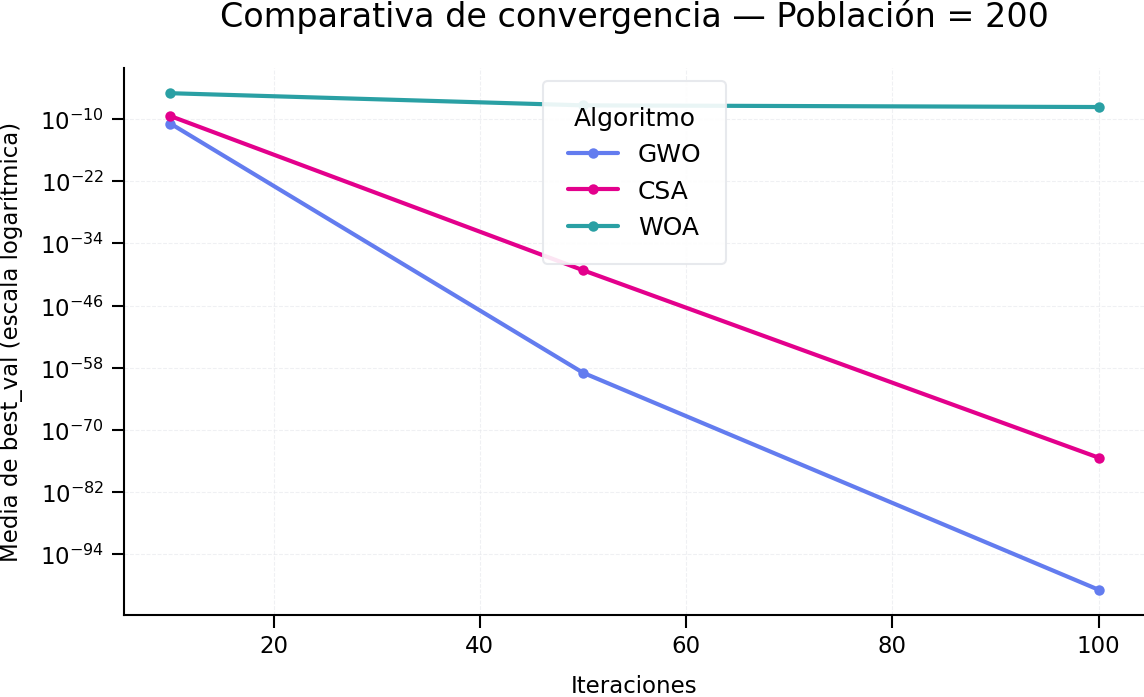 Comparativa de convergencia — Población = 200
Media de best_val (escala logarítmica)
10⁻¹⁰
10⁻²²
10⁻³⁴
10⁻⁴⁶
10⁻⁵⁸
10⁻⁷⁰
10⁻⁸²
10⁻⁹⁴
Algoritmo
GWO
CSA
WOA
20 40 60 80 100
Iteraciones